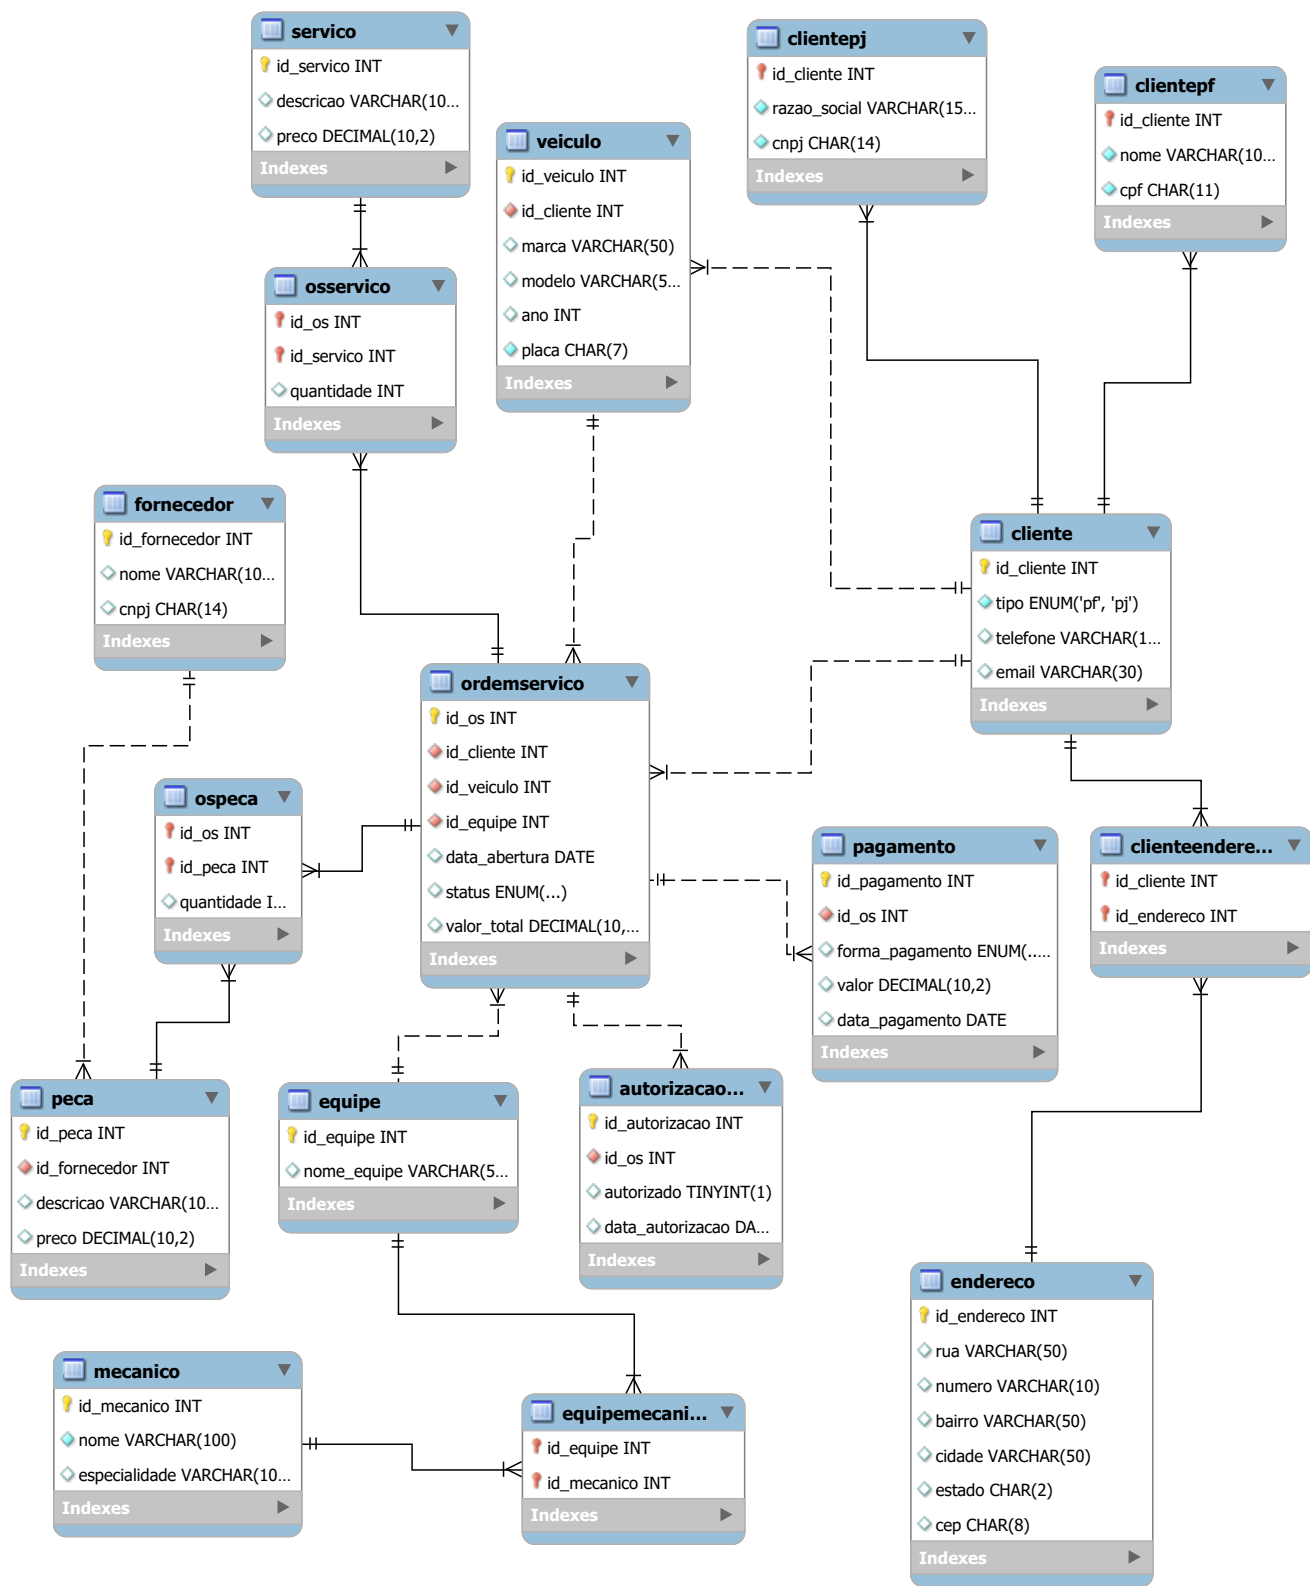 servico
id_servico INT
descricao VARCHAR(10...
preco DECIMAL(10,2)
Indexes
clientepj
id_cliente INT
razao_social VARCHAR(15...
cnpj CHAR(14)
Indexes
clientepf
id_cliente INT
nome VARCHAR(10...
cpf CHAR(11)
Indexes
veiculo
id_veiculo INT
id_cliente INT
marca VARCHAR(50)
modelo VARCHAR(5...
ano INT
placa CHAR(7)
Indexes
osservico
id_os INT
id_servico INT
quantidade INT
Indexes
fornecedor
id_fornecedor INT
nome VARCHAR(10...
cnpj CHAR(14)
Indexes
cliente
id_cliente INT
tipo ENUM('pf', 'pj')
telefone VARCHAR(1...
email VARCHAR(30)
Indexes
ordemservico
id_os INT
id_cliente INT
id_veiculo INT
id_equipe INT
data_abertura DATE
status ENUM(...)
valor_total DECIMAL(10,...
Indexes
ospeca
id_os INT
id_peca INT
quantidade I...
Indexes
pagamento
id_pagamento INT
id_os INT
forma_pagamento ENUM(.....
valor DECIMAL(10,2)
data_pagamento DATE
Indexes
clienteendere...
id_cliente INT
id_endereco INT
Indexes
peca
id_peca INT
id_fornecedor INT
descricao VARCHAR(10...
preco DECIMAL(10,2)
Indexes
equipe
id_equipe INT
nome_equipe VARCHAR(5...
Indexes
autorizacao...
id_autorizacao INT
id_os INT
autorizado TINYINT(1)
data_autorizacao DA...
Indexes
endereco
id_endereco INT
rua VARCHAR(50)
numero VARCHAR(10)
bairro VARCHAR(50)
cidade VARCHAR(50)
estado CHAR(2)
cep CHAR(8)
Indexes
mecanico
id_mecanico INT
nome VARCHAR(100)
especialidade VARCHAR(10...
Indexes
equipemecani...
id_equipe INT
id_mecanico INT
Indexes